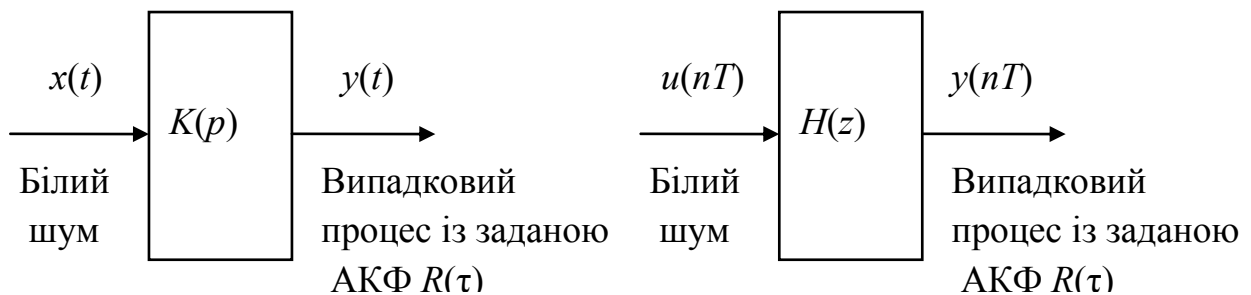 x(t)
K(p)
y(t)
Білий
шум
Випадковий
процес із заданою
АКФ R(τ)
u(nT)
H(z)
y(nT)
Білий
шум
Випадковий
процес із заданою
АКФ R(τ)